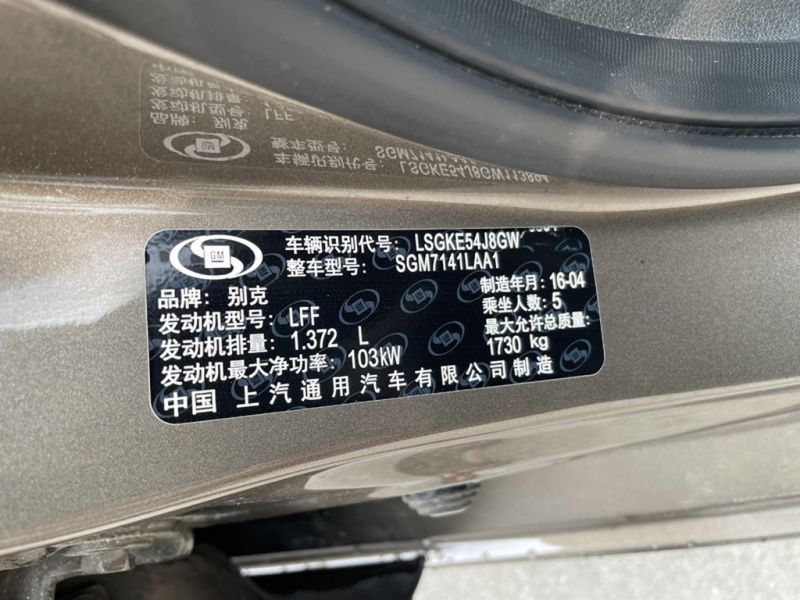 GM
车辆识别代号: LSGKE54J8GW
整车型号: SGM7141LAA1
品牌: 别克
制造年月: 16-04
发动机型号: LFF
乘坐人数: 5
发动机排量: 1.372 L
最大允许总质量:
发动机最大净功率: 103kW
1730 kg
中国 上汽通用汽车有限公司制造